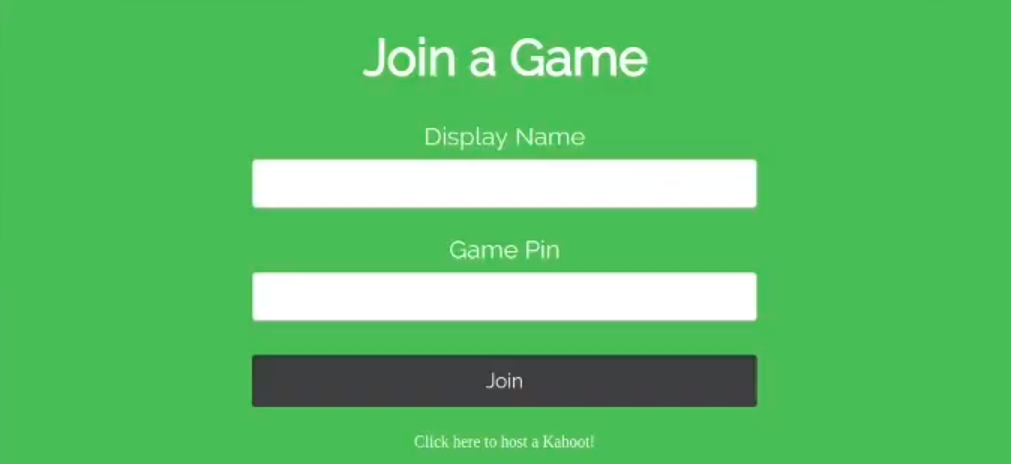 Join a Game
Display Name
Game Pin
Join
Click here to host a Kahoot!